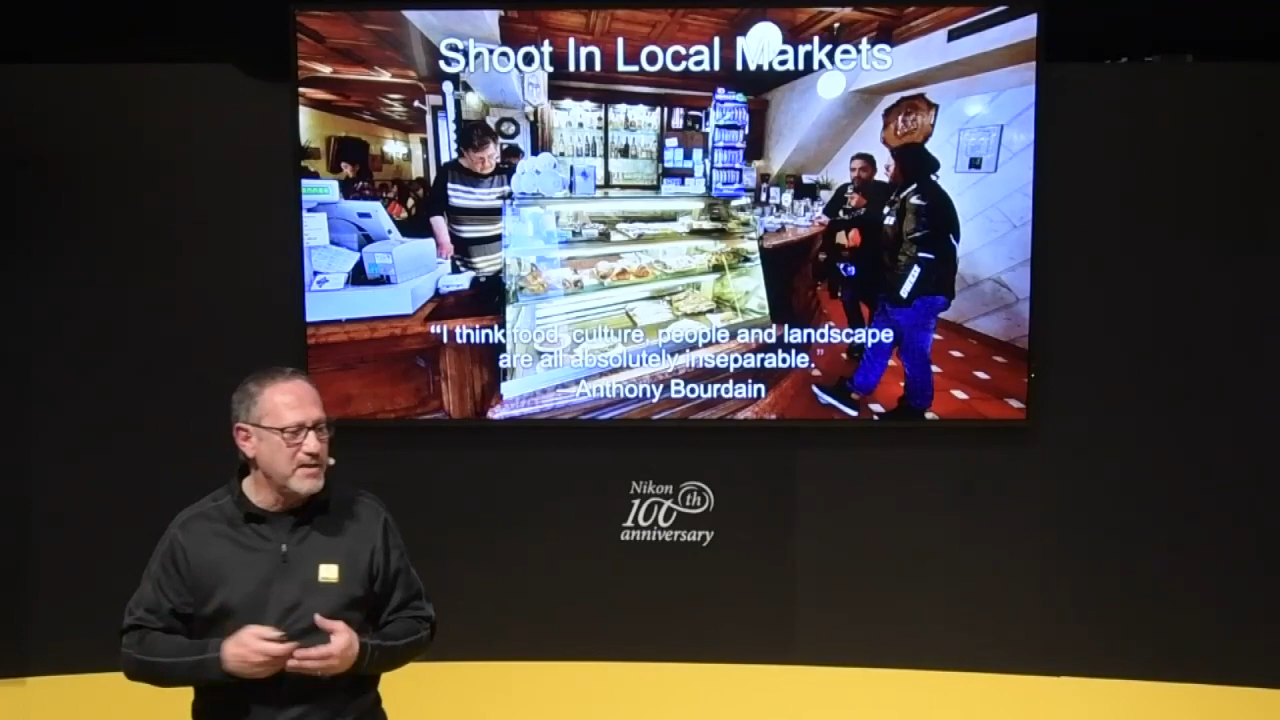 Shoot In Local Markets
“I think food, culture, people and landscape
are all absolutely inseparable.”
—Anthony Bourdain
Nikon
100th
anniversary